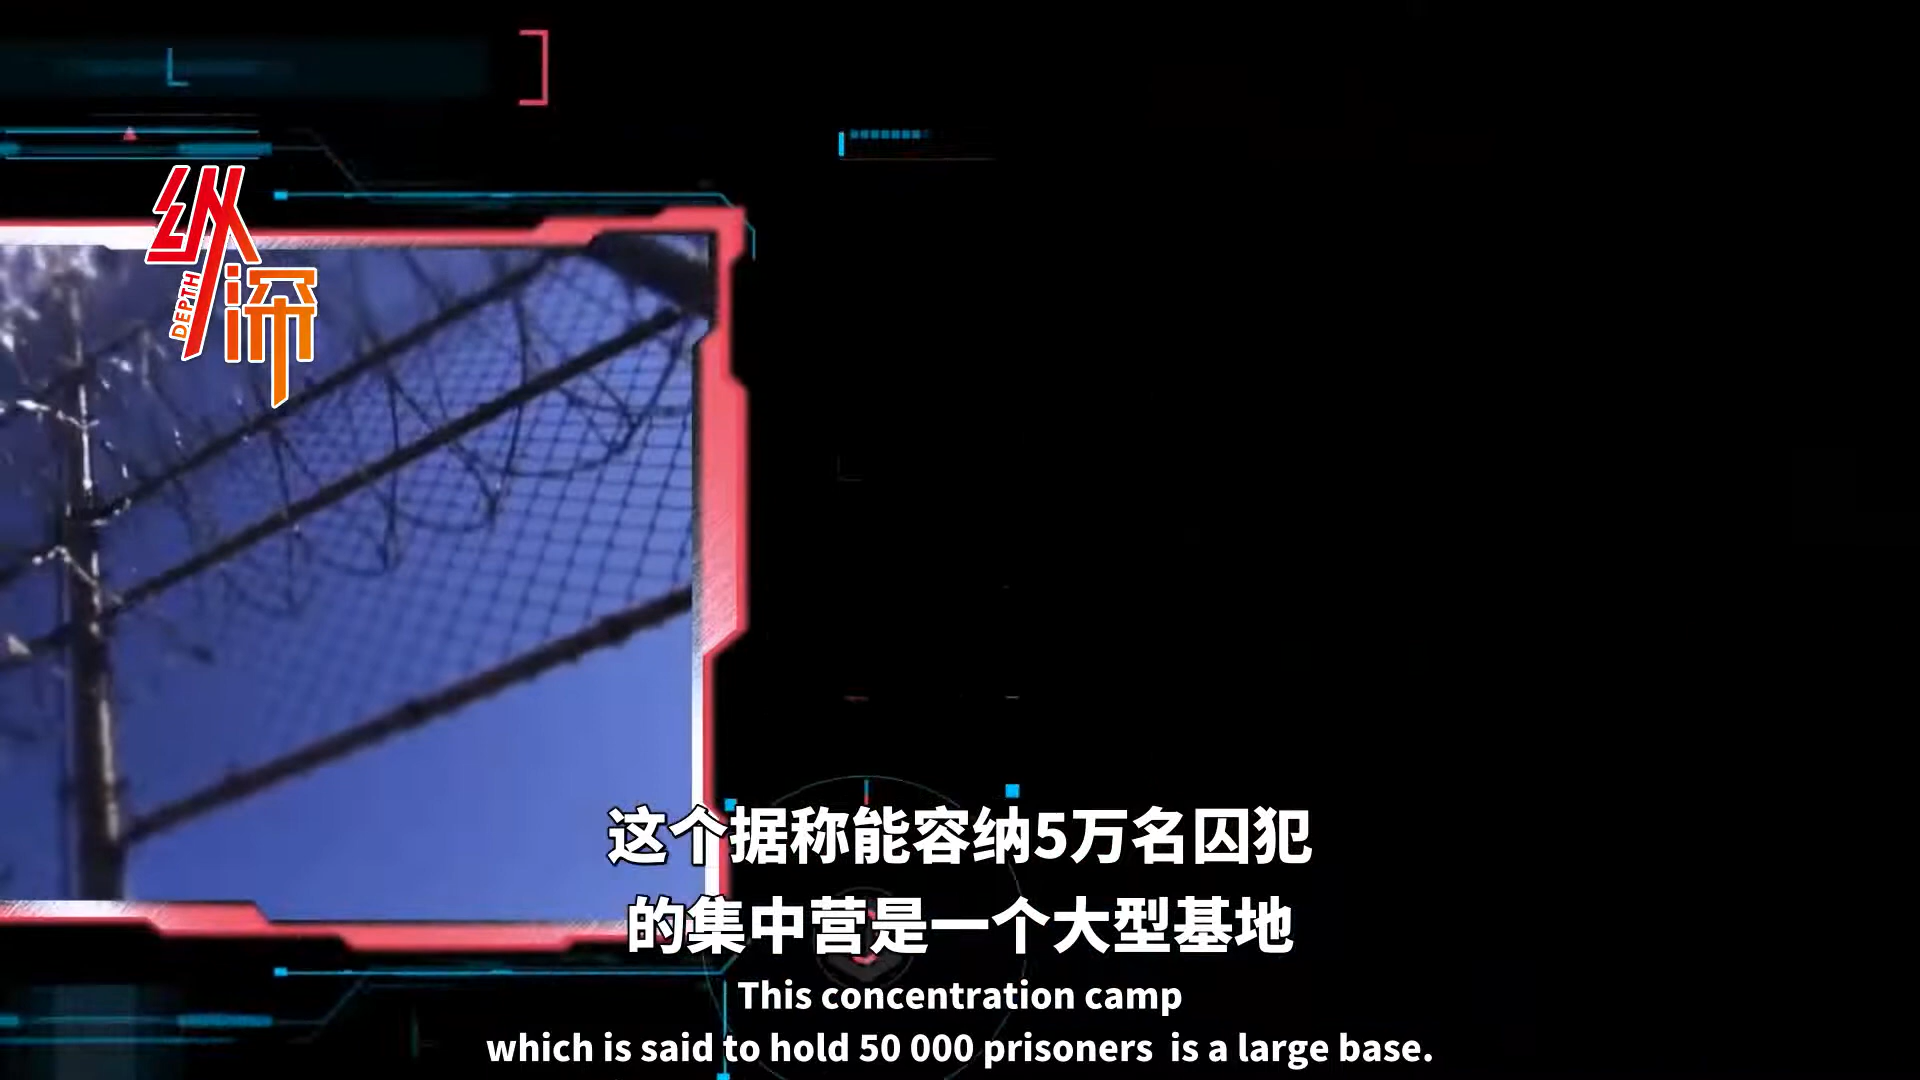 纵深
DEPTH
这个据称能容纳5万名囚犯
的集中营是一个大型基地
This concentration camp
which is said to hold 50 000 prisoners is a large base.